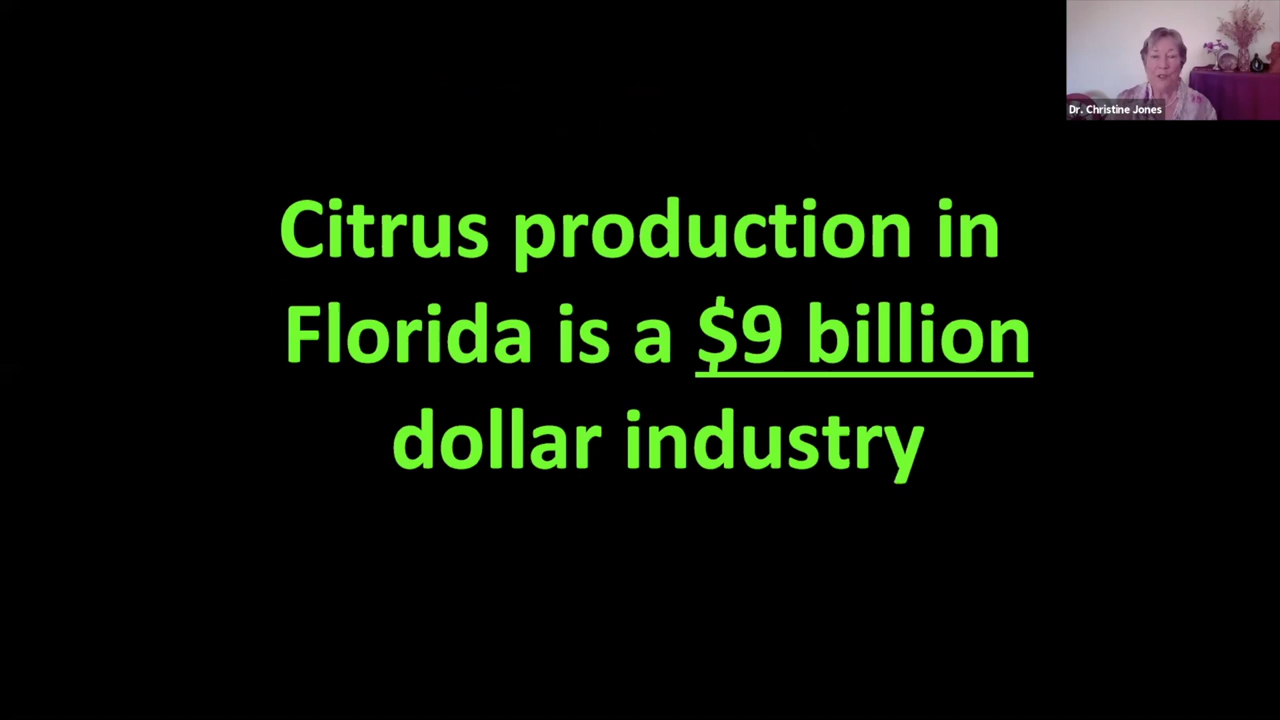 Dr. Christine Jones
Citrus production in
Florida is a $9 billion
dollar industry